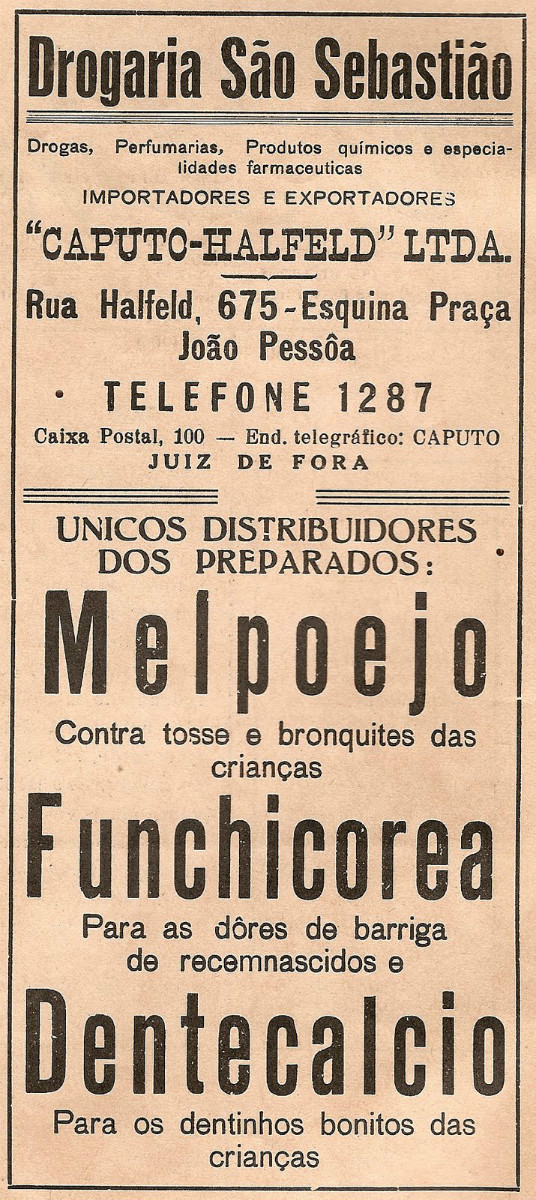 Drogaria São Sebastião
Drogas, Perfumarias, Produtos químicos e especia-
lidades farmaceuticas
IMPORTADORES E EXPORTADORES
"CAPUTO-HALFELD" LTDA.
Rua Halfeld, 675 - Esquina Praça
João Pessôa
TELEFONE 1287
Caixa Postal, 100 — End. telegráfico: CAPUTO
JUIZ DE FORA
UNICOS DISTRIBUIDORES
DOS PREPARADOS:
Melpoejo
Contra tosse e bronquites das
crianças
Funchicorea
Para as dôres de barriga
de recemnascidos e
Dentecalcio
Para os dentinhos bonitos das
crianças